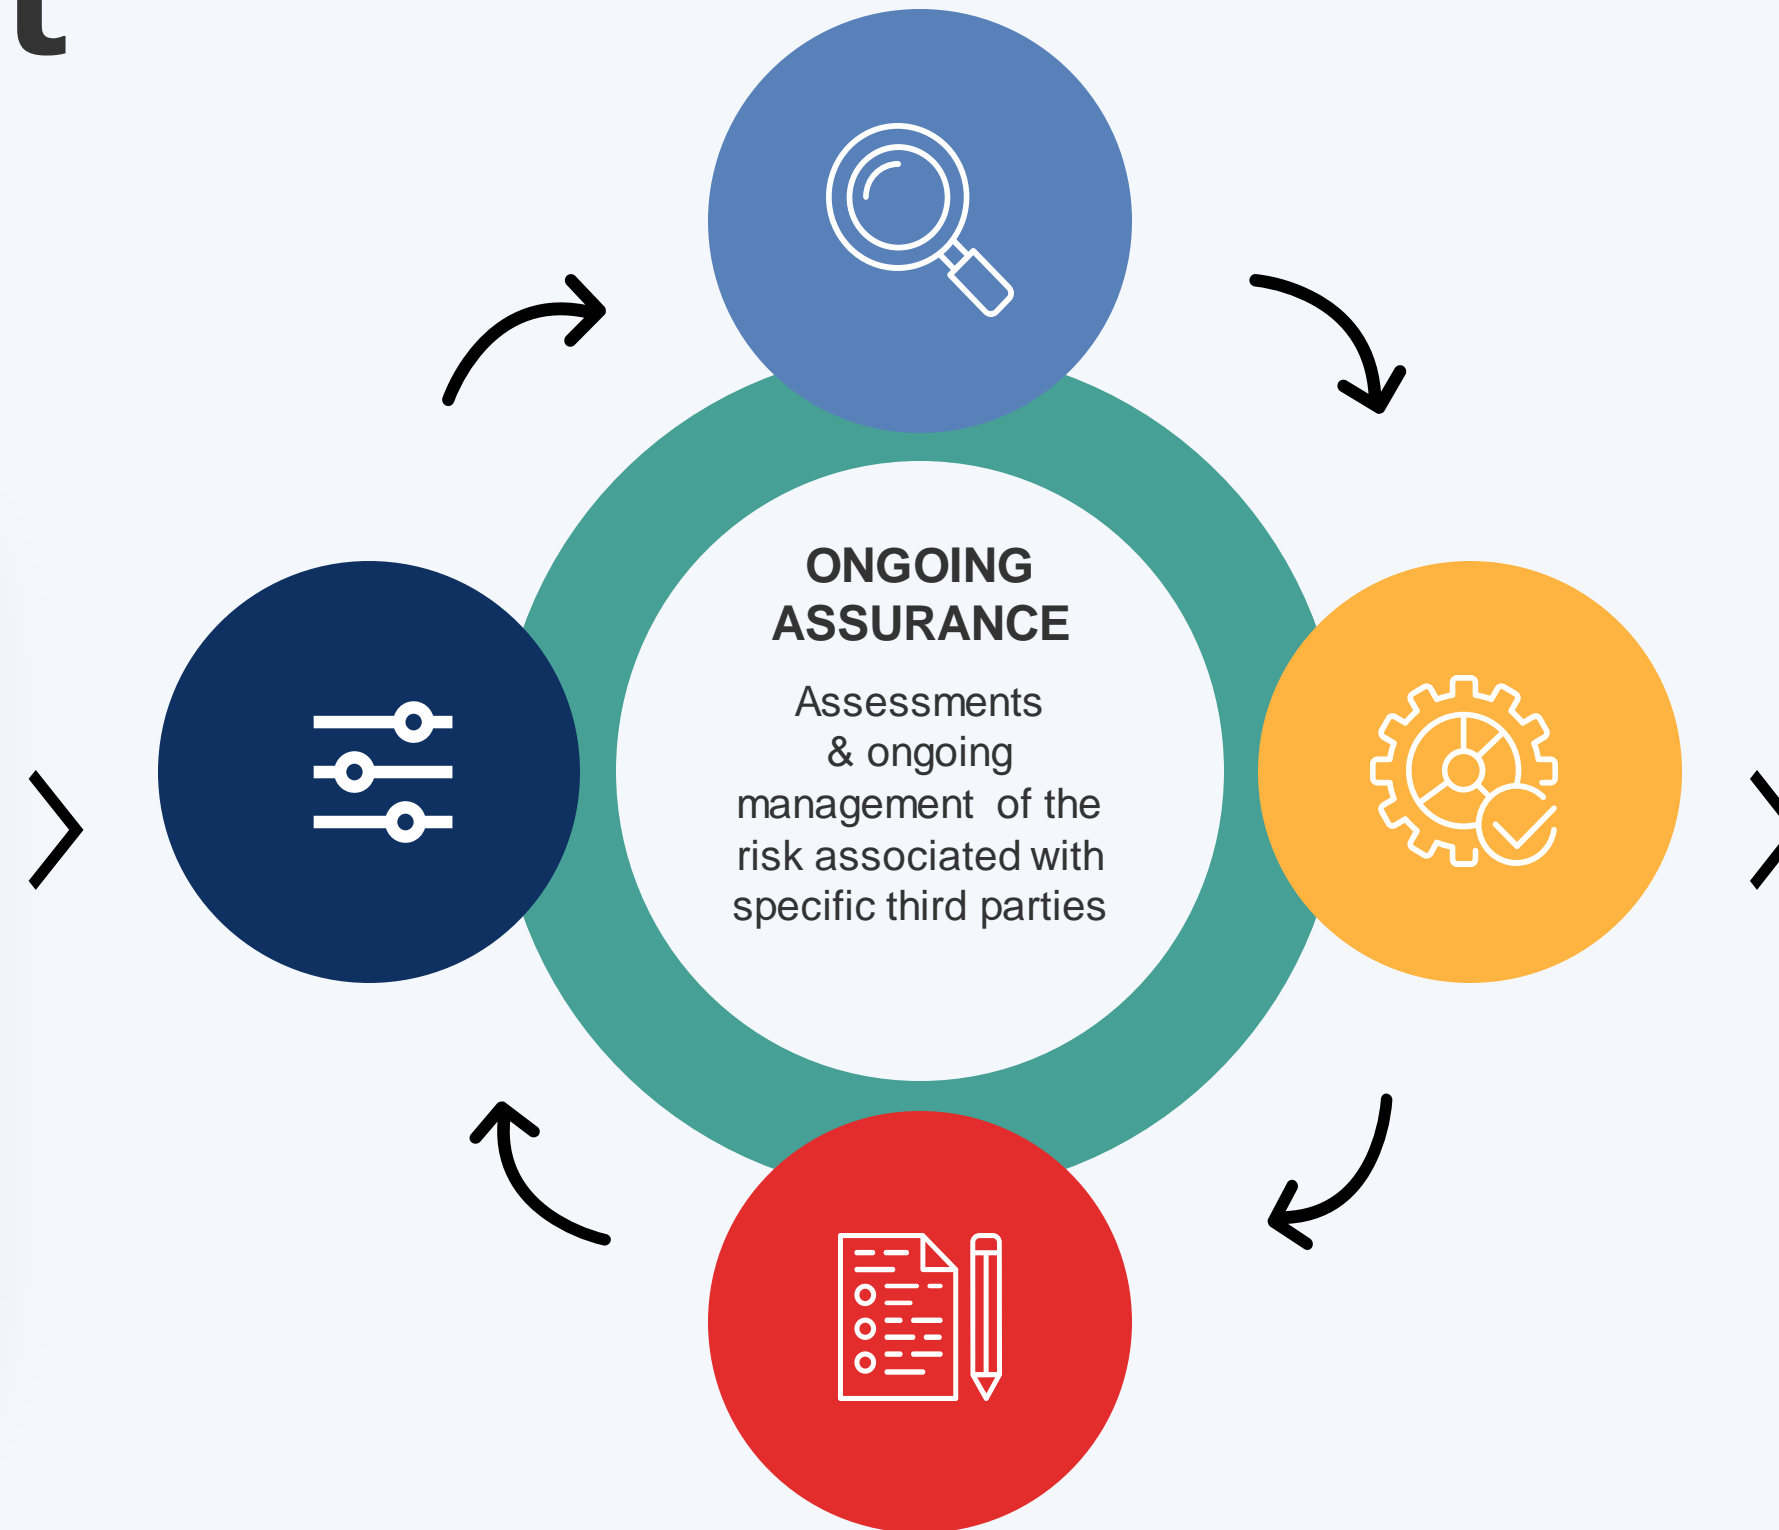 t
ONGOING
ASSURANCE
Assessments
& ongoing
management of the
risk associated with
specific third parties